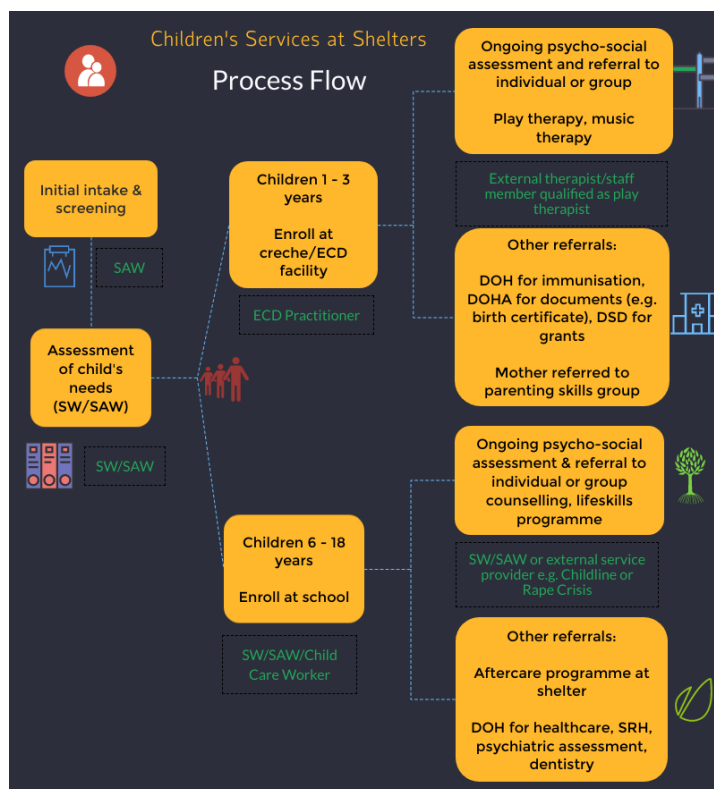 Children's Services at Shelters
Process Flow
Initial intake &
screening
SAW
Assessment
of child's
needs
(SW/SAW)
SW/SAW
Children 1 - 3
years
Enroll at
creche/ECD
facility
ECD Practitioner
Children 6 - 18
years
Enroll at school
SW/SAW/Child
Care Worker
Ongoing psycho-social
assessment and referral to
individual or group
Play therapy, music
therapy
External therapist/staff
member qualified as play
therapist
Other referrals:
DOH for immunisation,
DOHA for documents (e.g.
birth certificate), DSD for
grants
Mother referred to
parenting skills group
Ongoing psycho-social
assessment & referral to
individual or group
counselling, lifeskills
programme
SW/SAW or external service
provider e.g. Childline or
Rape Crisis
Other referrals:
Aftercare programme at
shelter
DOH for healthcare, SRH,
psychiatric assessment,
dentistry